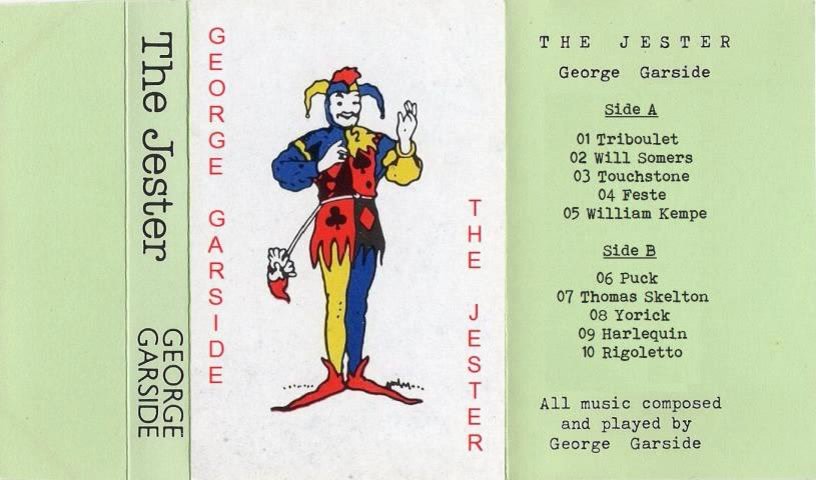 The Jester
GEORGE
GARSIDE
GEORGE GARSIDE
THE JESTER
THE JESTER
George Garside
Side A
01 Triboulet
02 Will Somers
03 Touchstone
04 Feste
05 William Kempe
Side B
06 Puck
07 Thomas Skelton
08 Yorick
09 Harlequin
10 Rigoletto
All music composed
and played by
George Garside